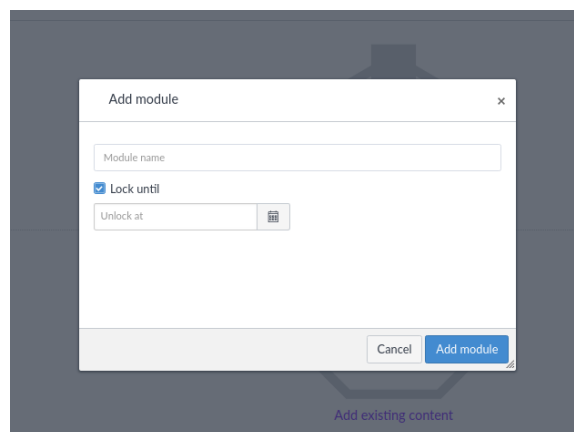 Add module
×
Module name
Lock until
Unlock at
Cancel
Add module
Add existing content